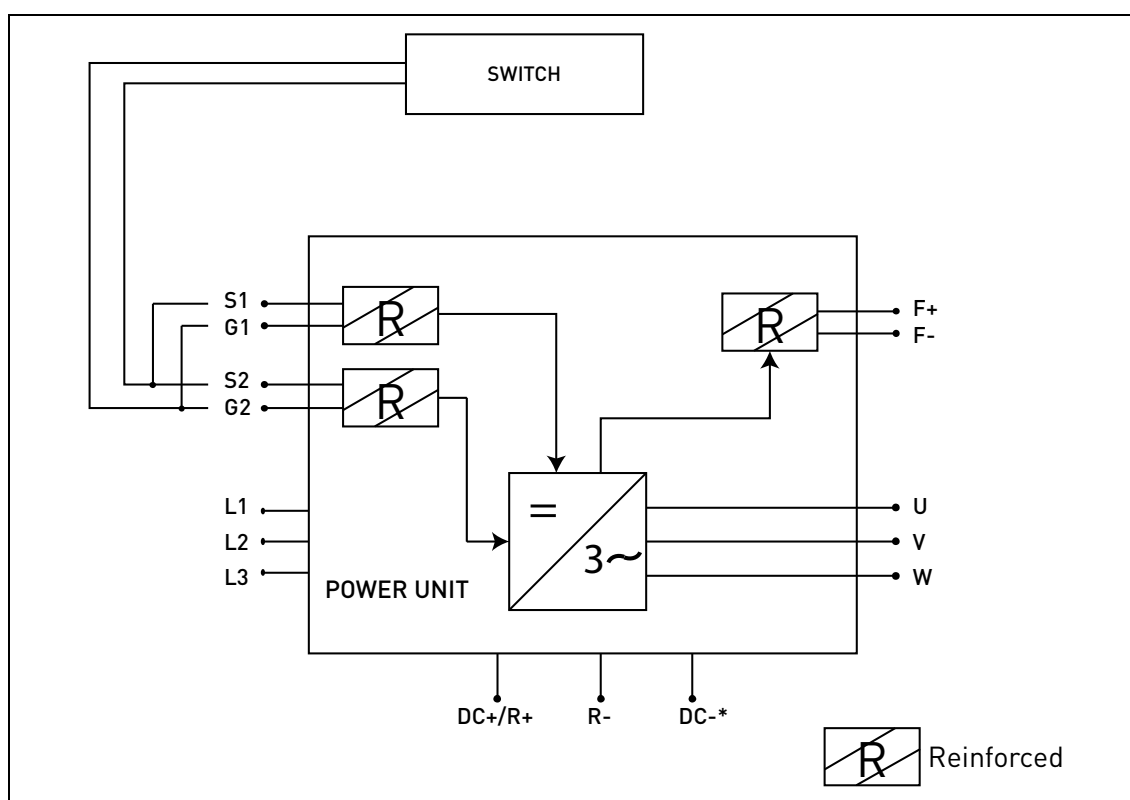 SWITCH
S1
G1
S2
G2
R
R
R
F+
F-
L1
L2
L3
=
3~
POWER UNIT
U
V
W
DC+/R+
R-
DC-*
R Reinforced